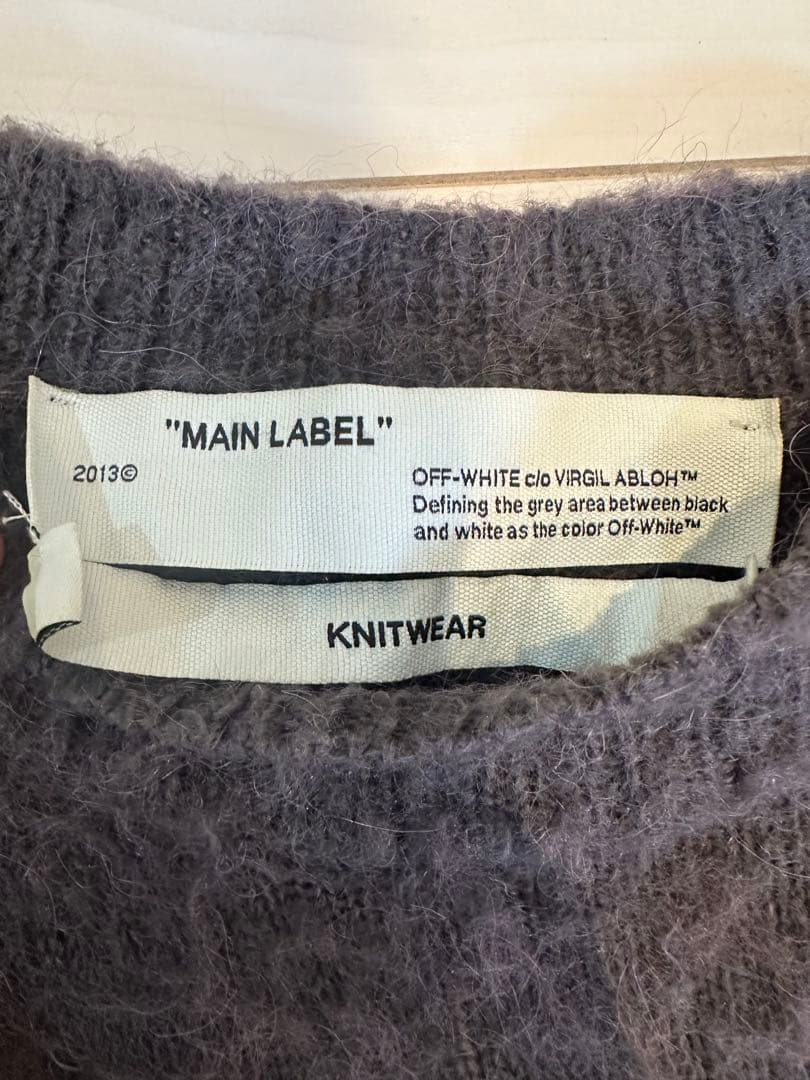 "MAIN LABEL"
2013©
OFF-WHITE c/o VIRGIL ABLOH™
Defining the grey area between black
and white as the color Off-White™
KNITWEAR